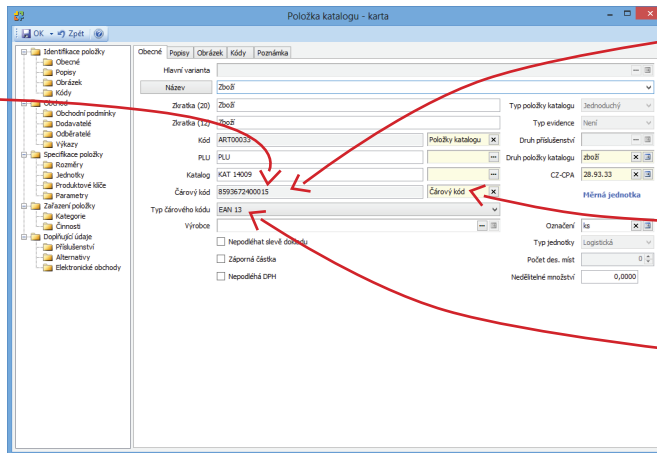 Položka katalogu - karta
OK Zpět
Identifikace položky
Obecné
Popisy
Obrázek
Kódy
Obchod
Obchodní podmínky
Dodavatelé
Odběratelé
Výkazy
Specifikace položky
Rozměry
Jednotky
Produktové klíče
Parametry
Zařazení položky
Kategorie
Činnosti
Doplňující údaje
Příslušenství
Alternativy
Elektronické obchody
Obecné Popisy Obrázek Kódy Poznámka
Hlavní varianta
Název Zboží
Zkratka (20) Zboží Typ položky katalogu Jednoduchý
Zkratka (12) Zboží Typ evidence Není
Kód ART00033 Položky katalogu Druh příslušenství
PLU PLU Druh položky katalogu zboží
Katalog KAT 14009 CZ-CPA 28.93.33
Čárový kód 8593672400015 Čárový kód Měrná jednotka
Typ čárového kódu EAN 13
Výrobce Označení ks
Nepodléhat slevě dokladu Typ jednotky Logistická
Záporná částka Počet des. míst 0
Nepodléhá DPH Nedělitelné množství 0,0000